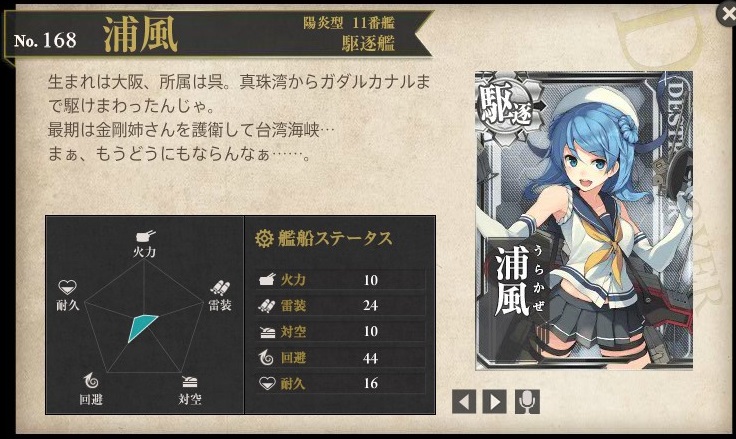 No.168 浦風
陽炎型 11番艦
駆逐艦
生まれは大阪、所属は呉。真珠湾からガダルカナルま
で駆けまわったんじゃ。
最期は金剛姉さんを護衛して台湾海峡…
まぁ、もうどうにもならんなぁ……。
火力
雷装
対空
回避
耐久
艦船ステータス
火力 10
雷装 24
対空 10
回避 44
耐久 16
駆逐
DESTROYER
浦風
うらかぜ